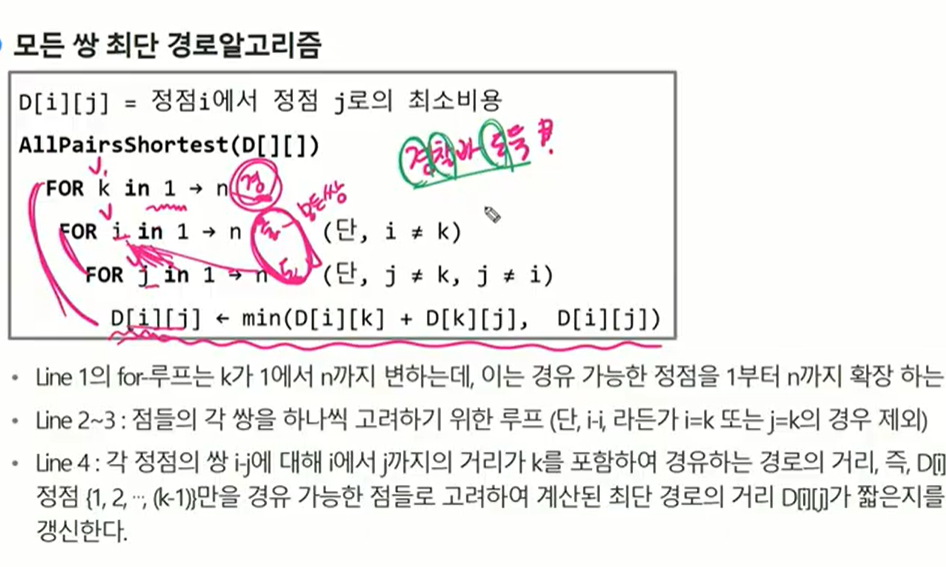 모든 쌍 최단 경로알고리즘
D[i][j] = 정점i에서 정점 j로의 최소비용
AllPairsShortest(D[][])
경찰과 도둑
FOR k in 1 → n 경
모든쌍
FOR i in 1 → n 출 (단, i ≠ k)
FOR j in 1 → n 도 (단, j ≠ k, j ≠ i)
D[i][j] ← min(D[i][k] + D[k][j], D[i][j])
• Line 1의 for-루프는 k가 1에서 n까지 변하는데, 이는 경유 가능한 정점을 1부터 n까지 확장 하는
• Line 2~3 : 점들의 각 쌍을 하나씩 고려하기 위한 루프 (단, i-i, 라든가 i=k 또는 j=k의 경우 제외)
• Line 4 : 각 정점의 쌍 i-j에 대해 i에서 j까지의 거리가 k를 포함하여 경유하는 경로의 거리, 즉, D[i]
정점 {1, 2, ···, (k-1)}만을 경유 가능한 점들로 고려하여 계산된 최단 경로의 거리 D[i][j]가 짧은지를
갱신한다.